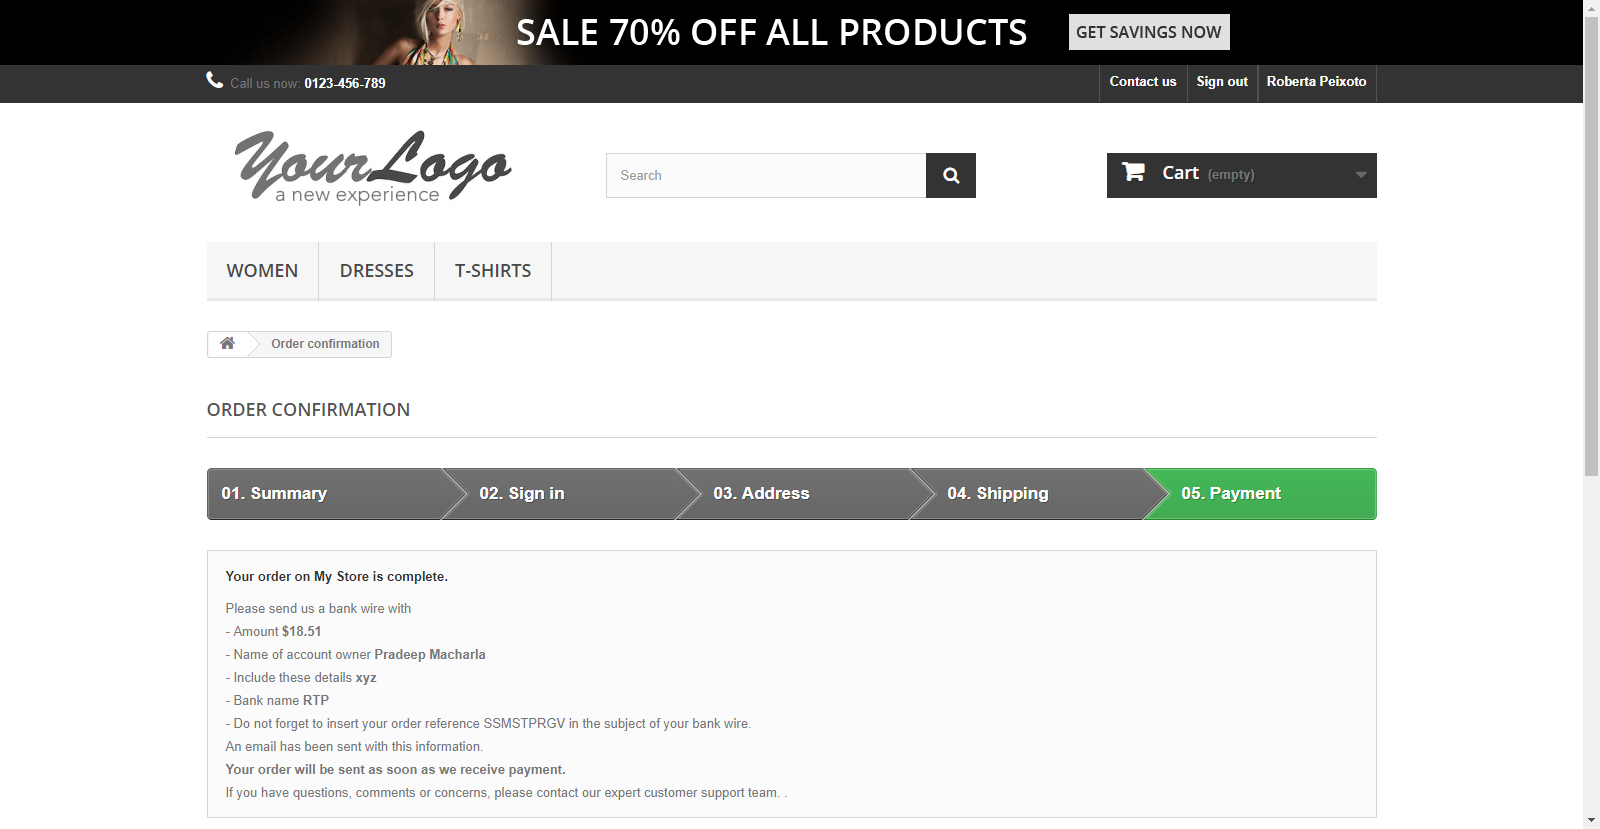 SALE 70% OFF ALL PRODUCTS GET SAVINGS NOW
Call us now: 0123-456-789 Contact us Sign out Roberta Peixoto
Your Logo
a new experience
Search
Cart (empty)
WOMEN DRESSES T-SHIRTS
Order confirmation
ORDER CONFIRMATION
01. Summary 02. Sign in 03. Address 04. Shipping 05. Payment
Your order on My Store is complete.
Please send us a bank wire with
- Amount $18.51
- Name of account owner Pradeep Macharla
- Include these details xyz
- Bank name RTP
- Do not forget to insert your order reference SSMSTPRGV in the subject of your bank wire.
An email has been sent with this information.
Your order will be sent as soon as we receive payment.
If you have questions, comments or concerns, please contact our expert customer support team. .